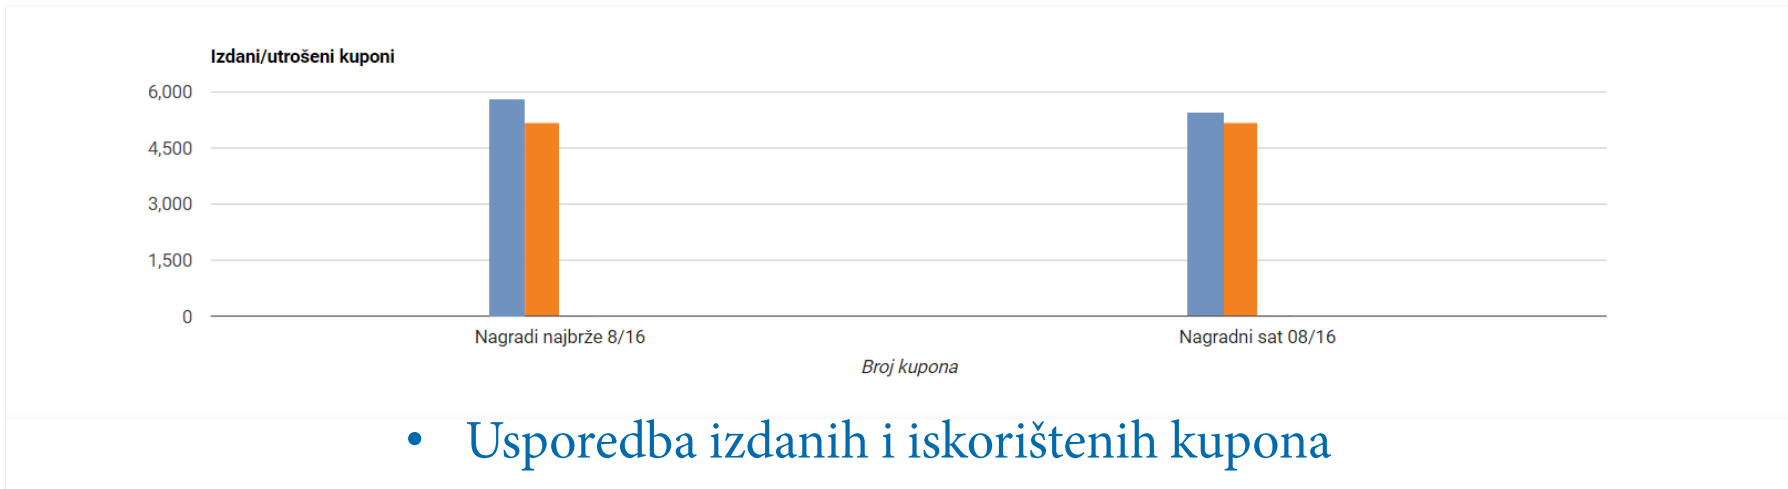 Izdani/utrošeni kuponi
6,000
4,500
3,000
1,500
0
Nagradi najbrže 8/16 Nagradni sat 08/16
Broj kupona
• Usporedba izdanih i iskorištenih kupona